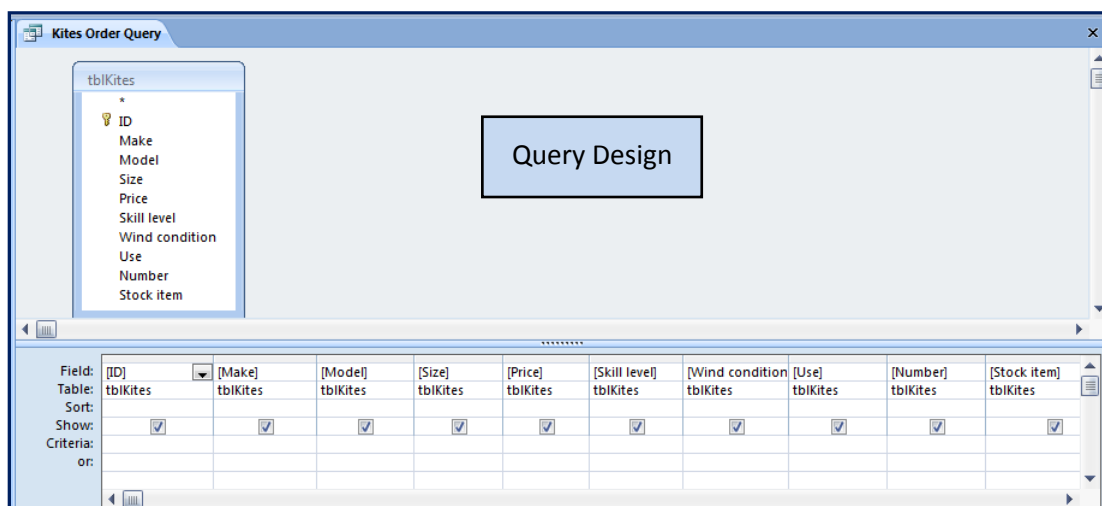 Kites Order Query
tblKites
*
ID
Make
Model
Size
Price
Skill level
Wind condition
Use
Number
Stock item
Query Design
Field: [ID] [Make] [Model] [Size] [Price] [Skill level] [Wind condition [Use] [Number] [Stock item]
Table: tblKites tblKites tblKites tblKites tblKites tblKites tblKites tblKites tblKites tblKites
Sort:
Show:
Criteria:
or: